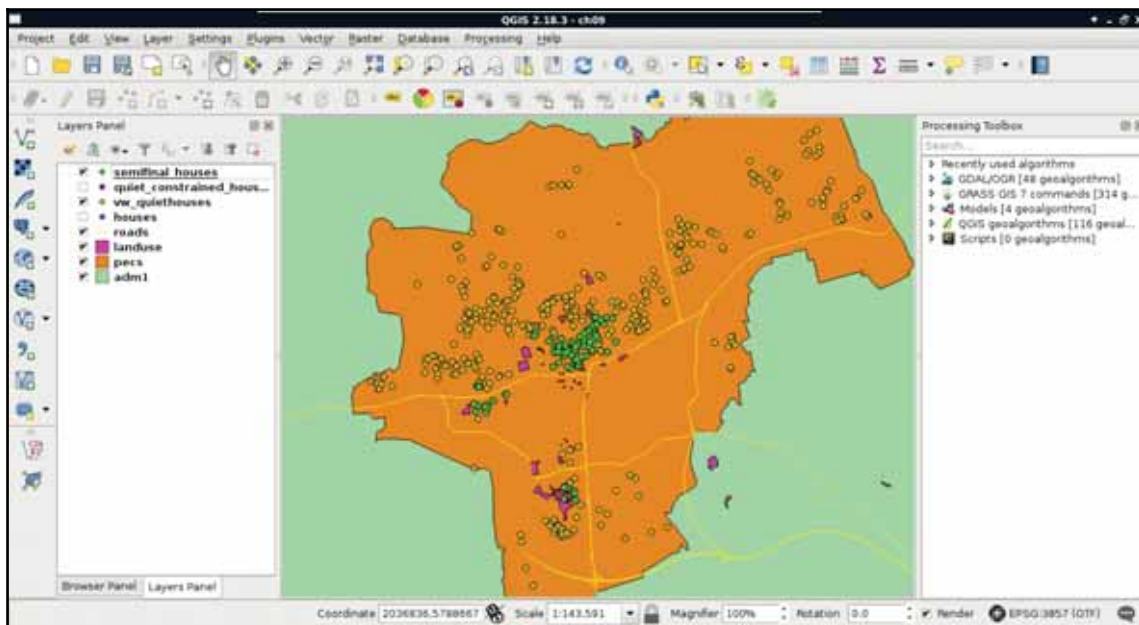 QGIS 2.18.3 - ch09
Project Edit View Layer Settings Plugins Vector Raster Database Processing Help
Layers Panel
semifinal_houses
quiet_constrained_hous...
vw_quiethouses
houses
roads
landuse
pecs
adm1
Browser Panel Layers Panel
Processing Toolbox
Search...
Recently used algorithms
GDAL/OGR [48 geoalgorithms]
GRASS GIS 7 commands [314 g...
Models [4 geoalgorithms]
QGIS geoalgorithms [116 geoal...
Scripts [0 geoalgorithms]
Coordinate 2036836,5788667 Scale 1:143,591 Magnifier 100% Rotation 0.0 Render EPSG:3857 (OTF)